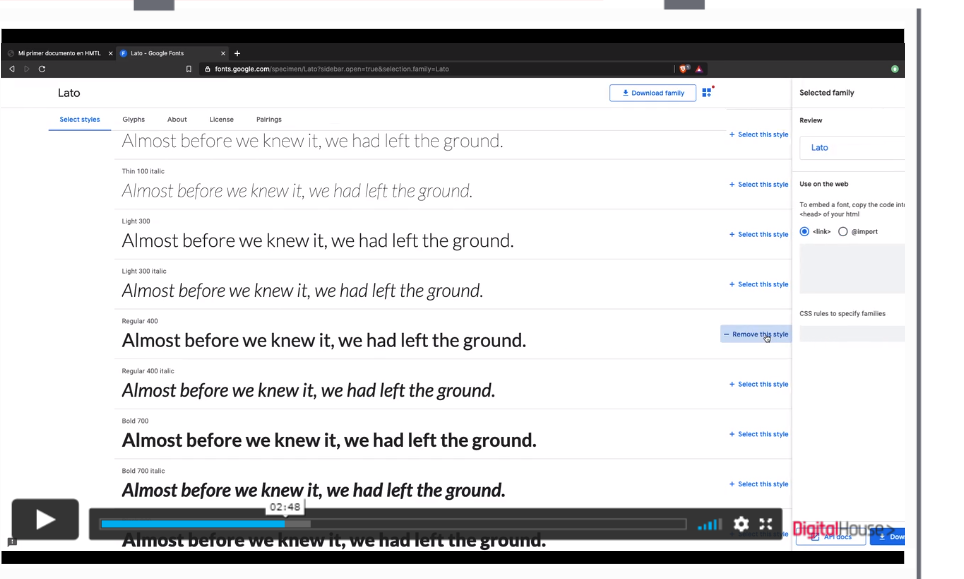 Mi primer documento en HMTL
Lato - Google Fonts
fonts.google.com/specimen/Lato?sidebar.open=true&selection.family=Lato
Lato
Download family
Selected family
Select styles
Glyphs
About
License
Pairings
Review
Almost before we knew it, we had left the ground.
+ Select this style
Lato
Thin 100 italic
Almost before we knew it, we had left the ground.
+ Select this style
Use on the web
To embed a font, copy the code into
<head> of your html
Light 300
Almost before we knew it, we had left the ground.
+ Select this style
<link>
@import
Light 300 italic
Almost before we knew it, we had left the ground.
+ Select this style
CSS rules to specify families
Regular 400
Almost before we knew it, we had left the ground.
− Remove this style
Regular 400 italic
Almost before we knew it, we had left the ground.
+ Select this style
Bold 700
Almost before we knew it, we had left the ground.
+ Select this style
Bold 700 italic
Almost before we knew it, we had left the ground.
+ Select this style
02:48
DigitalHouse>
Almost before we knew it, we had left the ground.
API docs
Dow